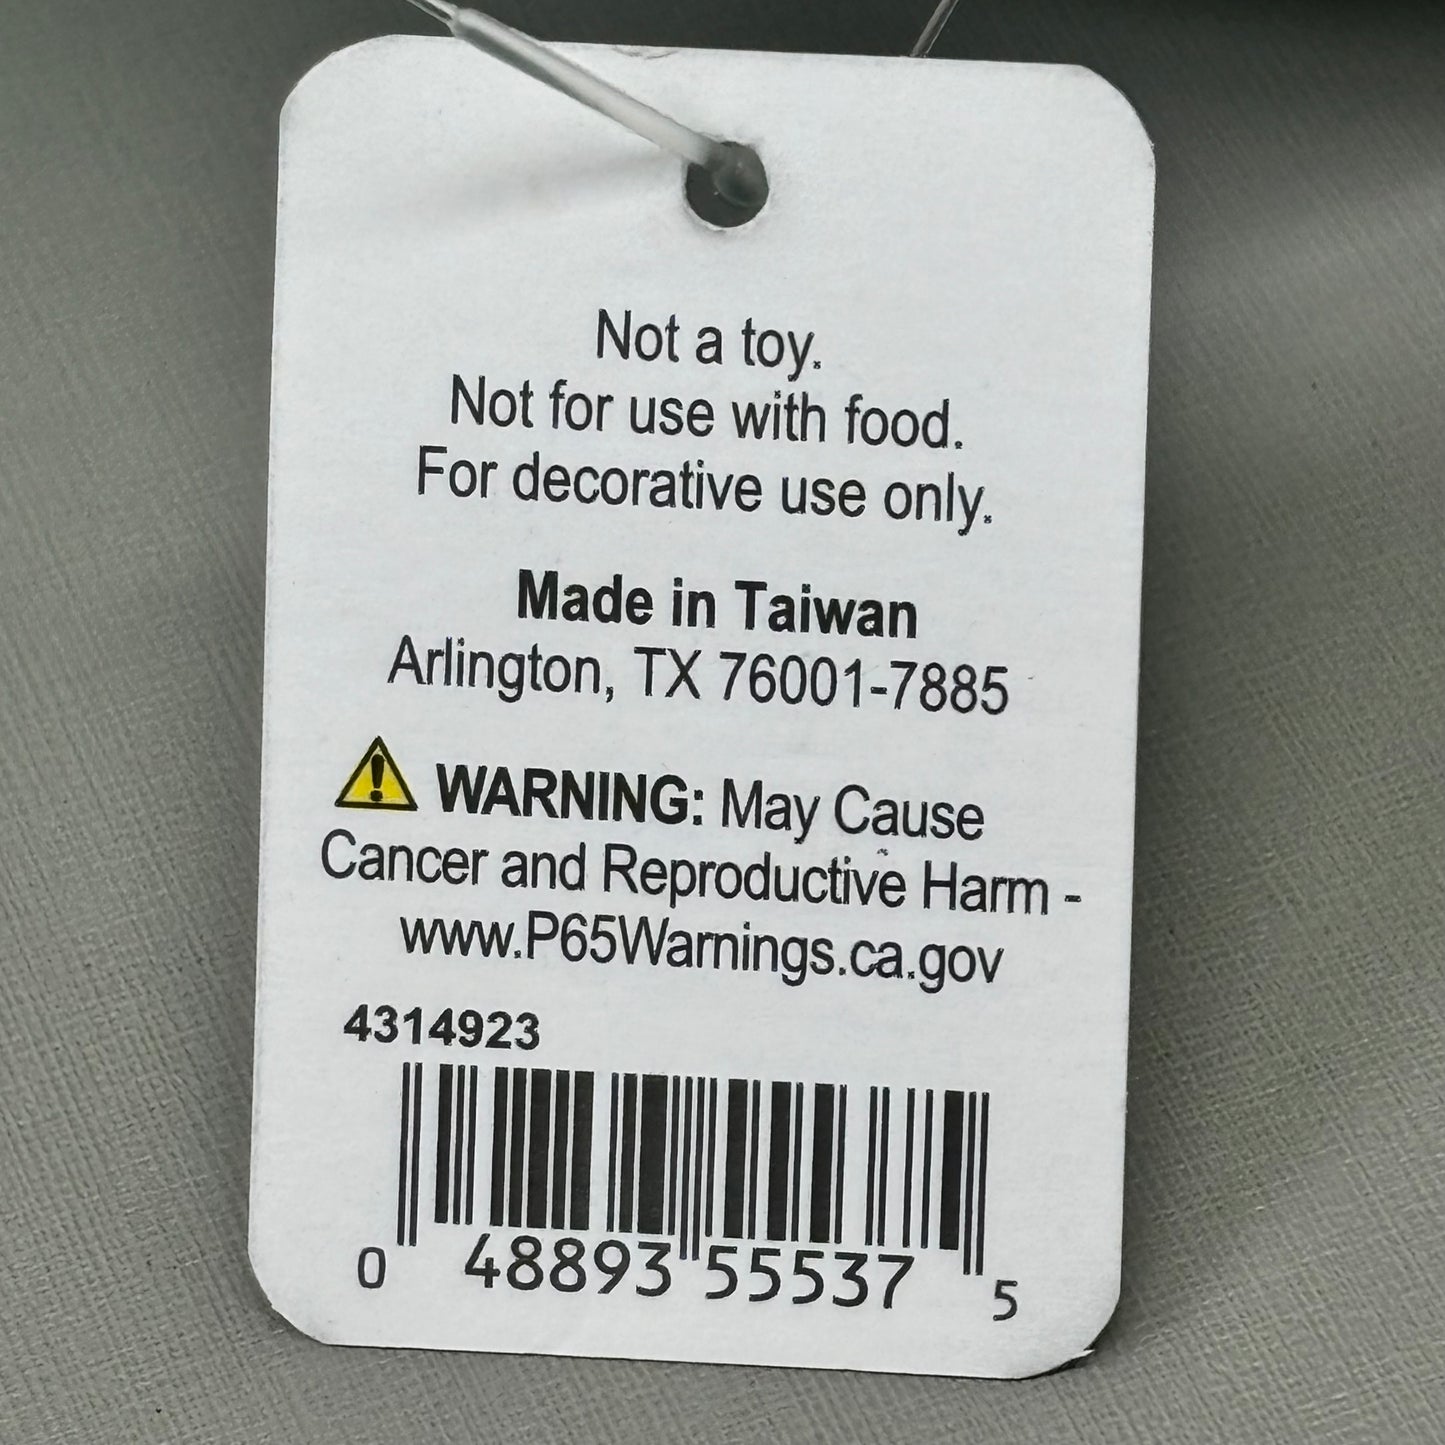 Not a toy.
Not for use with food.
For decorative use only.
Made in Taiwan
Arlington, TX 76001-7885
WARNING: May Cause
Cancer and Reproductive Harm -
www.P65Warnings.ca.gov
4314923
0 48893 55537 5